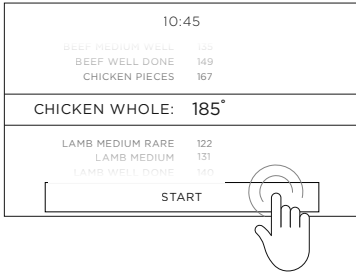 10:45
BEEF MEDIUM WELL 135
BEEF WELL DONE 149
CHICKEN PIECES 167
CHICKEN WHOLE: 185°
LAMB MEDIUM RARE 122
LAMB MEDIUM 131
LAMB WELL DONE 140
START